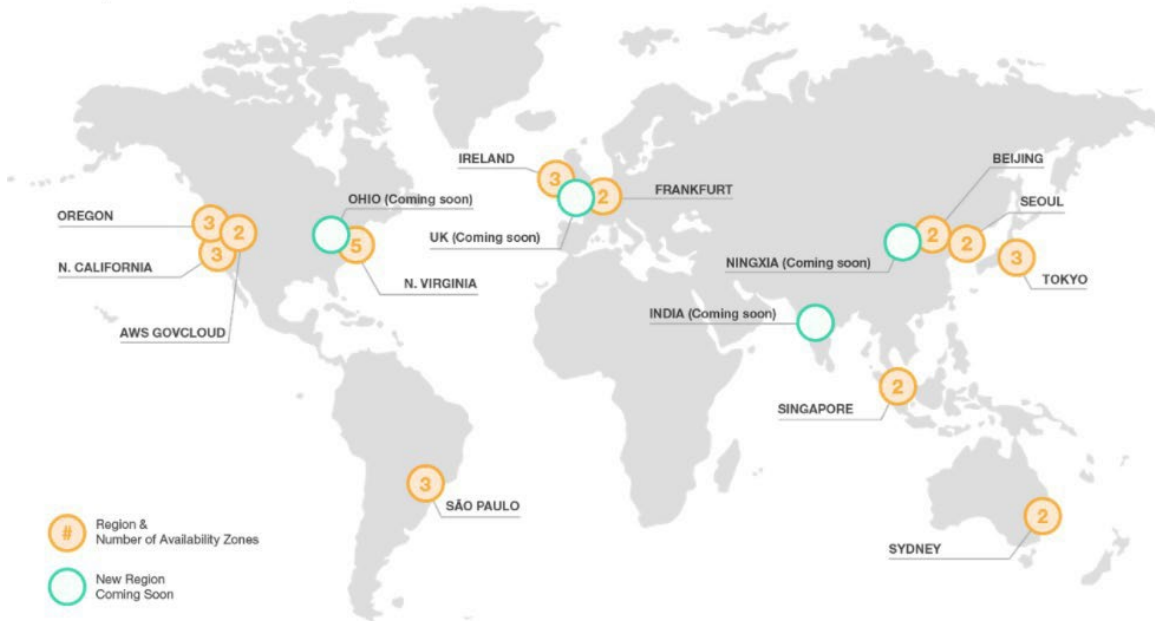 IRELAND
3
2
FRANKFURT
BEIJING
SEOUL
OHIO (Coming soon)
OREGON
3
2
5
UK (Coming soon)
2
2
3
N. CALIFORNIA
3
N. VIRGINIA
NINGXIA (Coming soon)
TOKYO
AWS GOVCLOUD
INDIA (Coming soon)
2
SINGAPORE
3
SÃO PAULO
2
SYDNEY
# Region &
Number of Availability Zones
New Region
Coming Soon